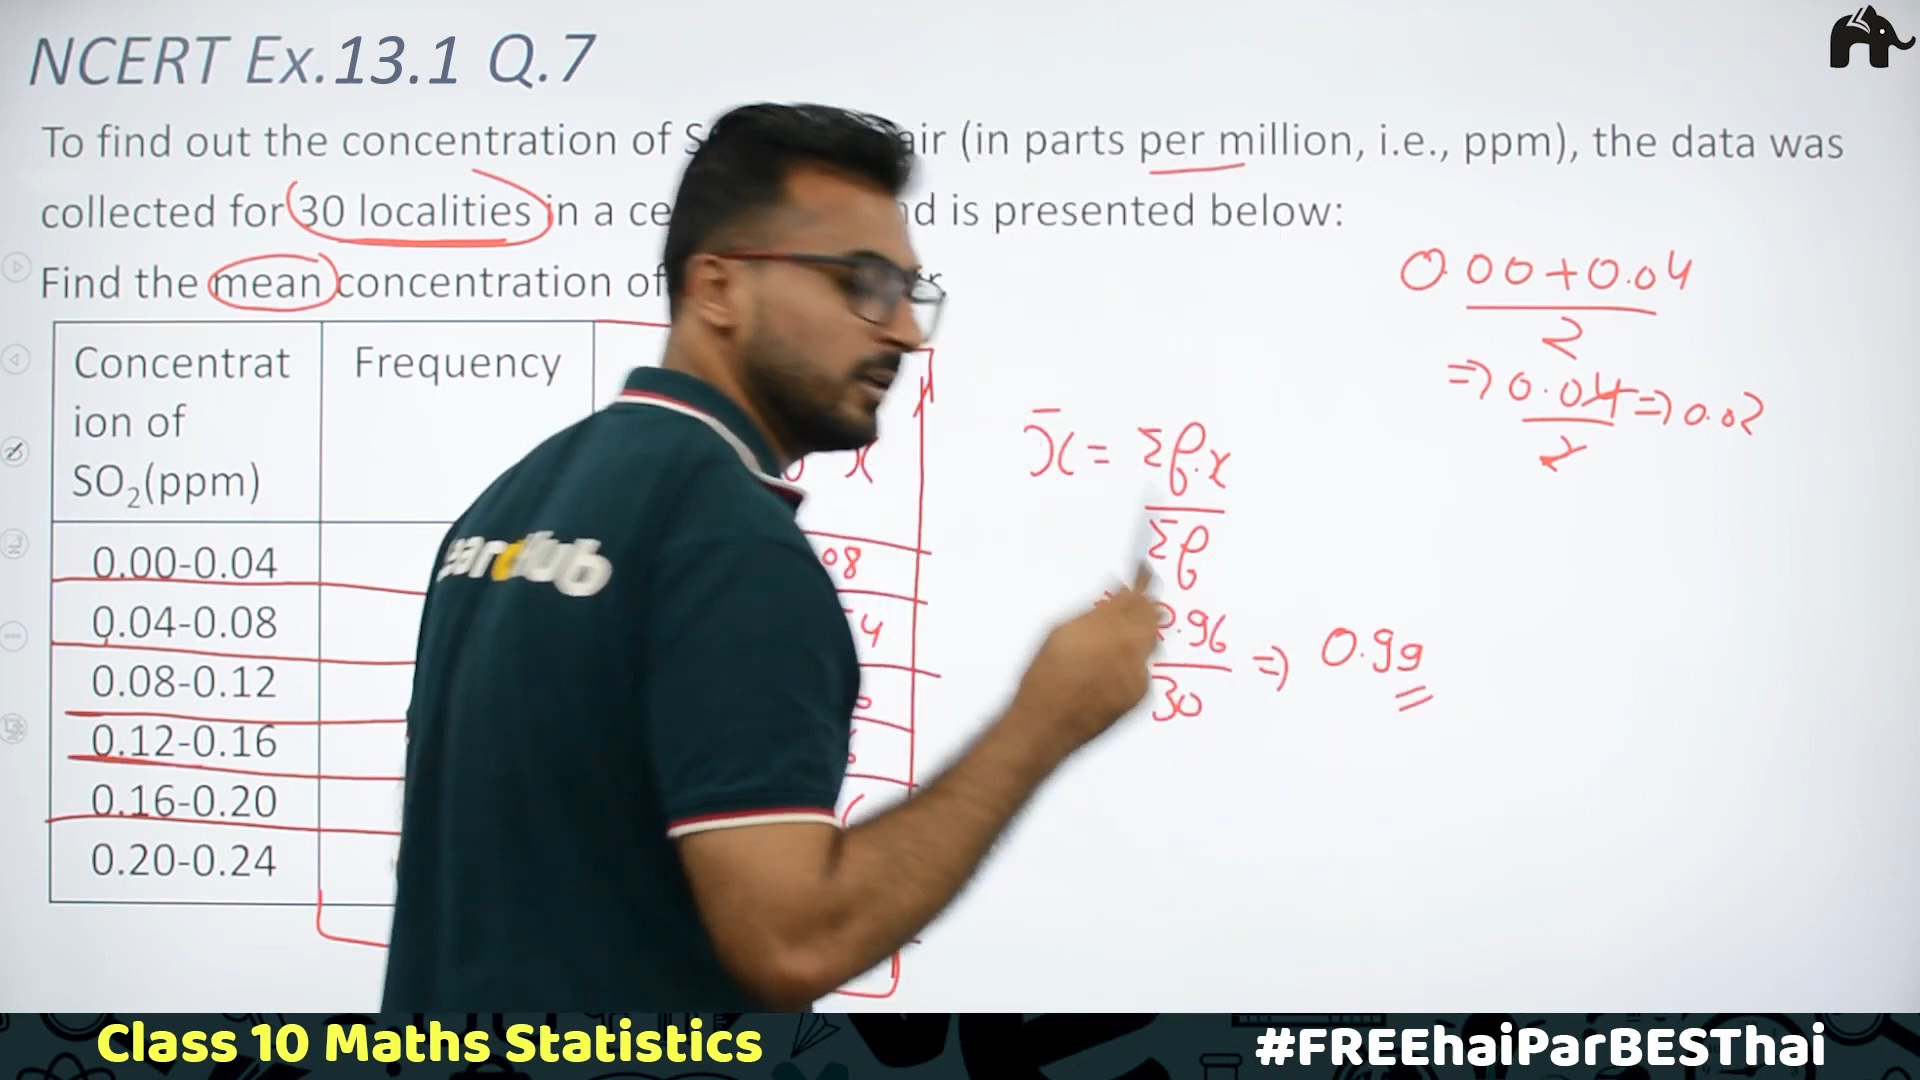 NCERT Ex.13.1 Q.7
To find out the concentration of air (in parts per million, i.e., ppm), the data was
collected for 30 localities in a is presented below:
Find the mean concentration of
Concentrat
ion of
SO₂(ppm)
Frequency
x
0.00-0.04
08
0.04-0.08
4
0.08-0.12
0.12-0.16
0.16-0.20
0.20-0.24
x̄ = Σf.x
Σf
.96
30
⇒ 0.99
0.00+0.04
2
⇒ 0.04 ⇒ 0.02
2
Class 10 Maths Statistics
#FREEhaiParBESThai